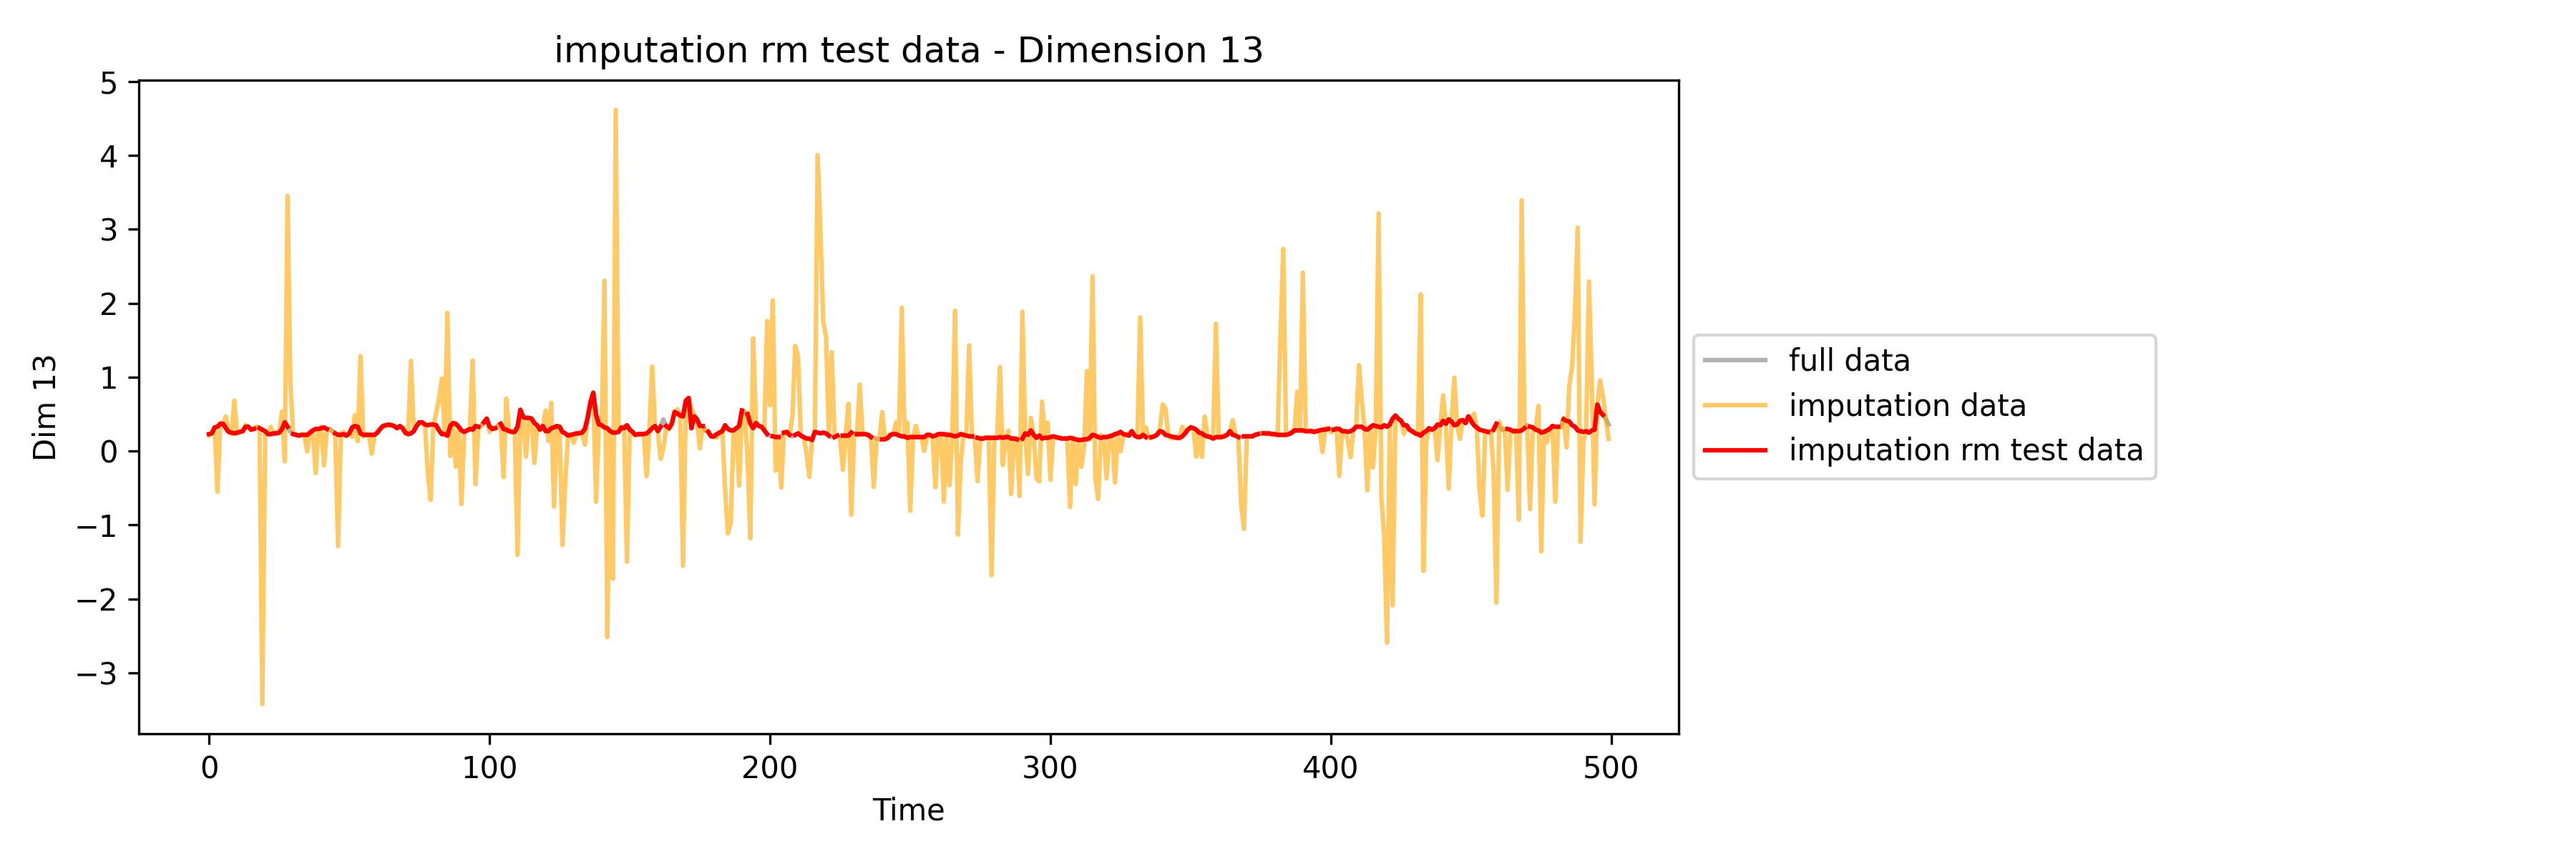 imputation rm test data - Dimension 13
5
4
3
2
1
0
−1
−2
−3
Dim 13
0 100 200 300 400 500
Time
full data
imputation data
imputation rm test data